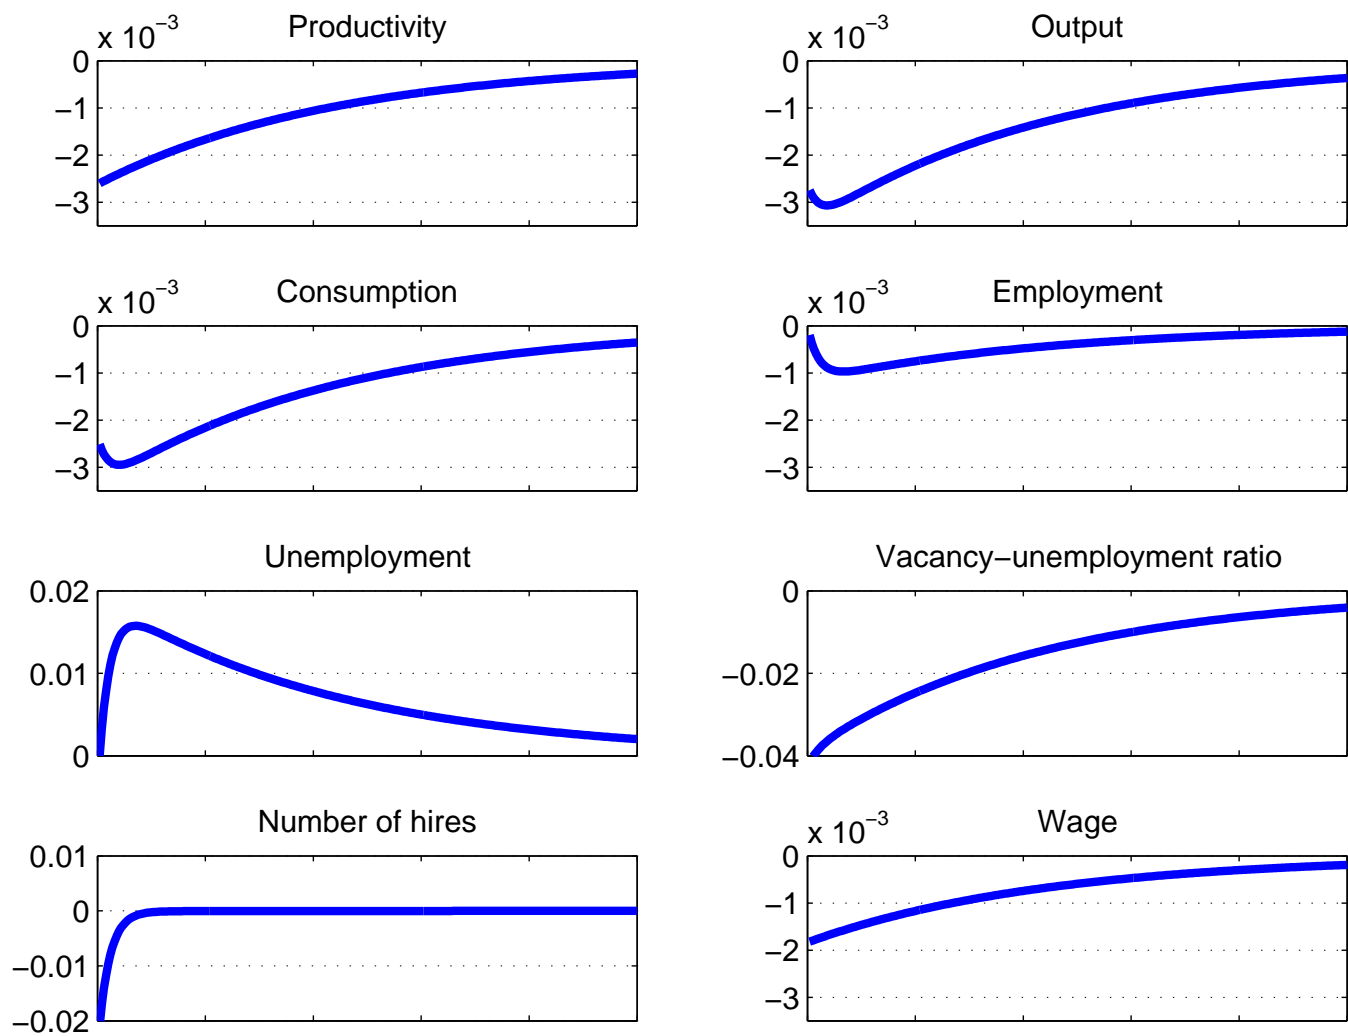 x 10−3
Productivity
0
−1
−2
−3
x 10−3
Output
0
−1
−2
−3
x 10−3
Consumption
0
−1
−2
−3
x 10−3
Employment
0
−1
−2
−3
Unemployment
0.02
0.01
0
Vacancy−unemployment ratio
0
−0.02
−0.04
Number of hires
0.01
0
−0.01
−0.02
x 10−3
Wage
0
−1
−2
−3